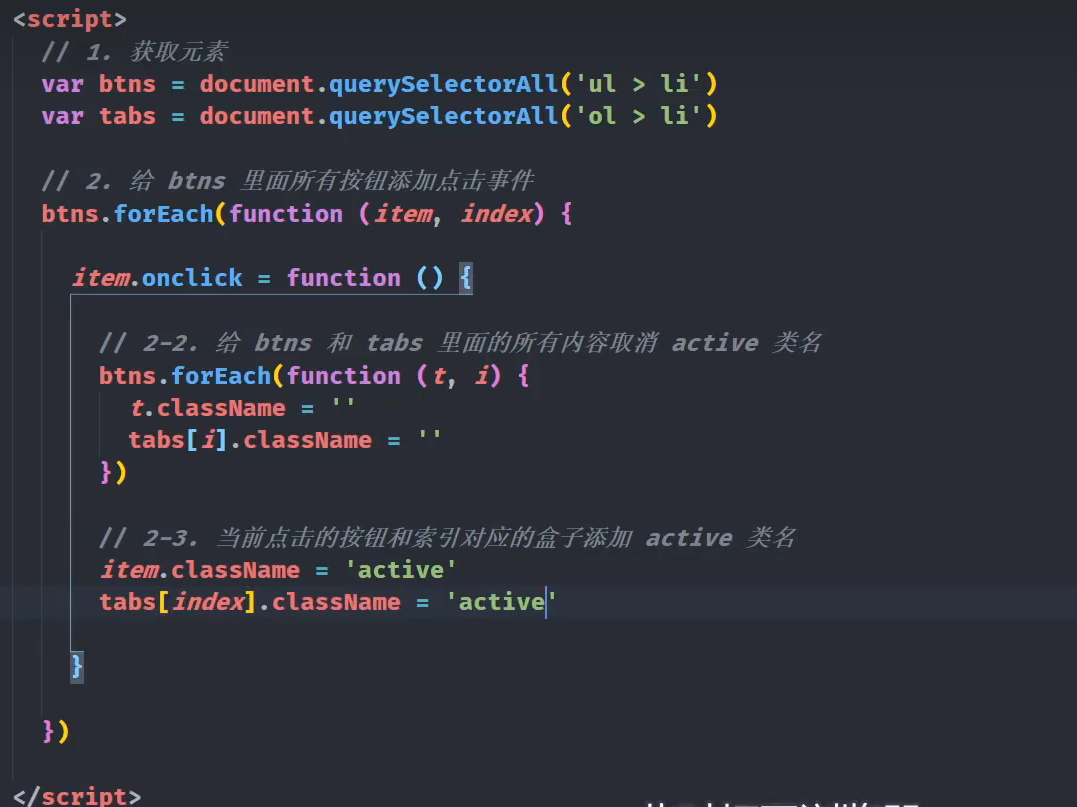 <script>
// 1. 获取元素
var btns = document.querySelectorAll('ul > li')
var tabs = document.querySelectorAll('ol > li')
// 2. 给 btns 里面所有按钮添加点击事件
btns.forEach(function (item, index) {
item.onclick = function () {
// 2-2. 给 btns 和 tabs 里面的所有内容取消 active 类名
btns.forEach(function (t, i) {
t.className = ''
tabs[i].className = ''
})
// 2-3. 当前点击的按钮和索引对应的盒子添加 active 类名
item.className = 'active'
tabs[index].className = 'active'
}
})
</script>